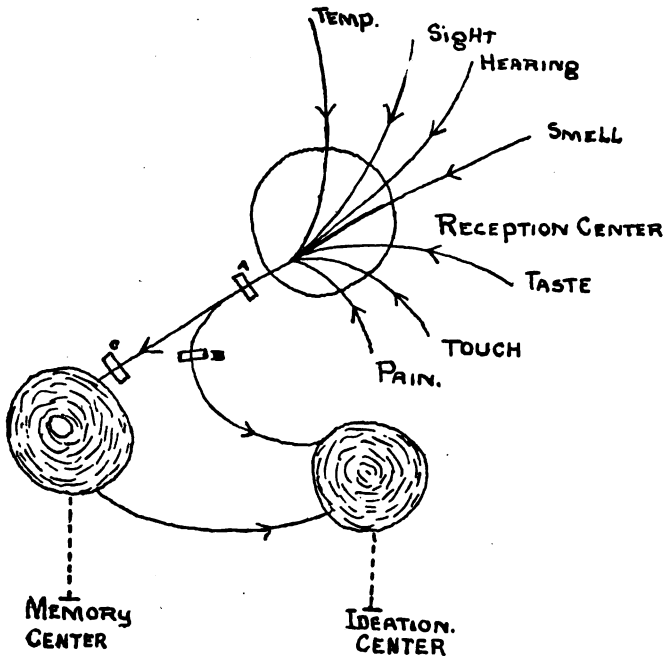 TEMP.
SigHT
HEARINg
SMELL
RECEPTION CENTER
TASTE
TOUCH
PAIN.
A
B
C
MEMORY
CENTER
IDEATION.
CENTER